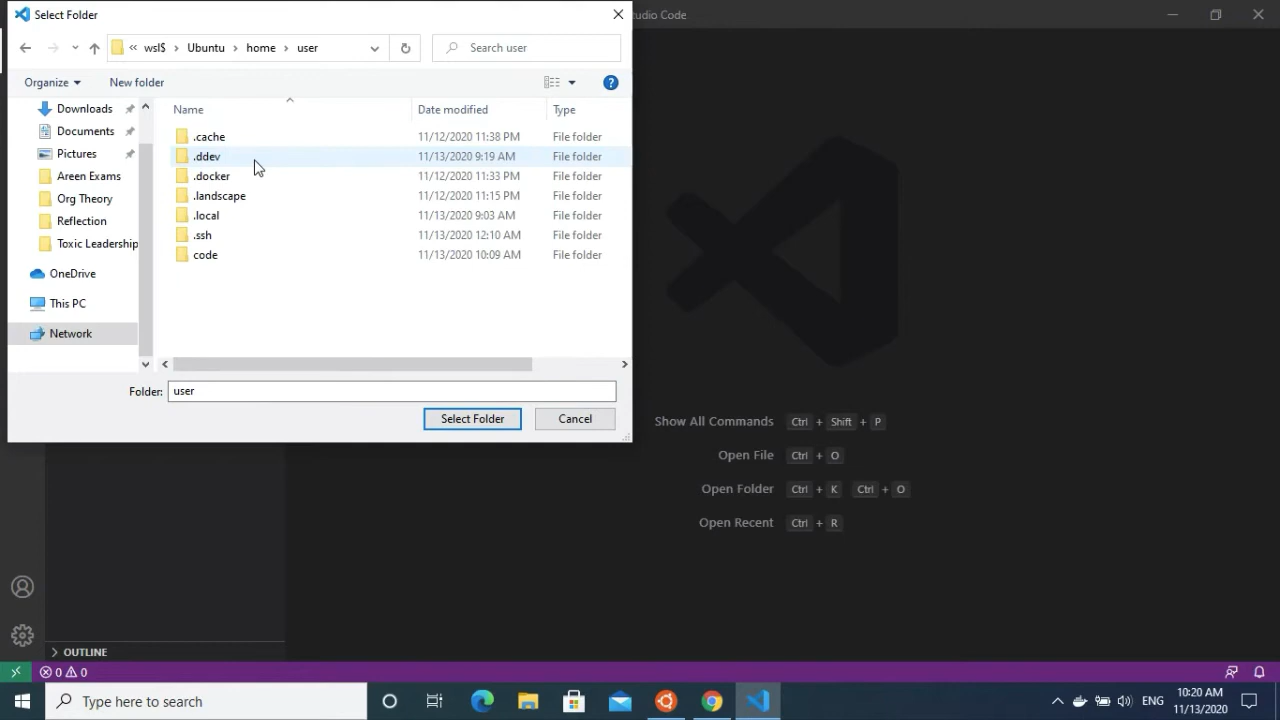 Select Folder
tudio Code
« wsl$ > Ubuntu > home > user
Search user
Organize
New folder
Downloads
Documents
Pictures
Areen Exams
Org Theory
Reflection
Toxic Leadership
OneDrive
This PC
Network
Name Date modified Type
.cache 11/12/2020 11:38 PM File folder
.ddev 11/13/2020 9:19 AM File folder
.docker 11/12/2020 11:33 PM File folder
.landscape 11/12/2020 11:15 PM File folder
.local 11/13/2020 9:03 AM File folder
.ssh 11/13/2020 12:10 AM File folder
code 11/13/2020 10:09 AM File folder
Folder: user
Select Folder Cancel
Show All Commands Ctrl + Shift + P
Open File Ctrl + O
Open Folder Ctrl + K Ctrl + O
Open Recent Ctrl + R
OUTLINE
0 0
Type here to search
ENG
10:20 AM
11/13/2020